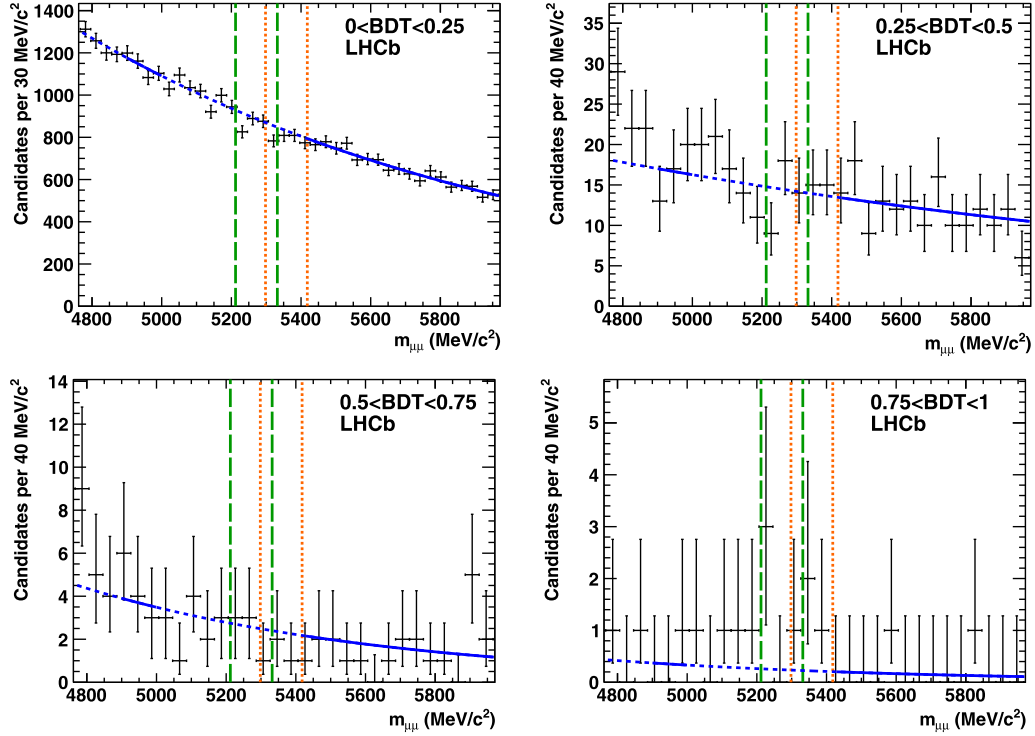 Candidates per 30 MeV/c²
1400
1200
1000
800
600
400
200
0
0<BDT<0.25
LHCb
4800 5000 5200 5400 5600 5800
m_μμ (MeV/c²)
Candidates per 40 MeV/c²
35
30
25
20
15
10
5
0
0.25<BDT<0.5
LHCb
4800 5000 5200 5400 5600 5800
m_μμ (MeV/c²)
Candidates per 40 MeV/c²
14
12
10
8
6
4
2
0
0.5<BDT<0.75
LHCb
4800 5000 5200 5400 5600 5800
m_μμ (MeV/c²)
Candidates per 40 MeV/c²
5
4
3
2
1
0
0.75<BDT<1
LHCb
4800 5000 5200 5400 5600 5800
m_μμ (MeV/c²)